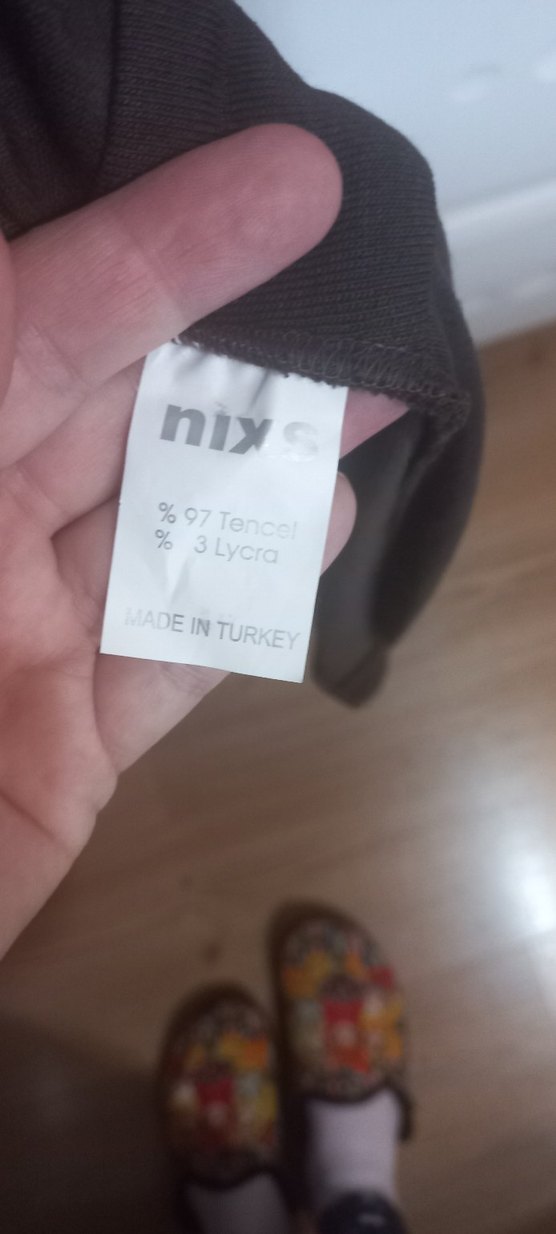 nixs
% 97 Tencel
% 3 Lycra
MADE IN TURKEY